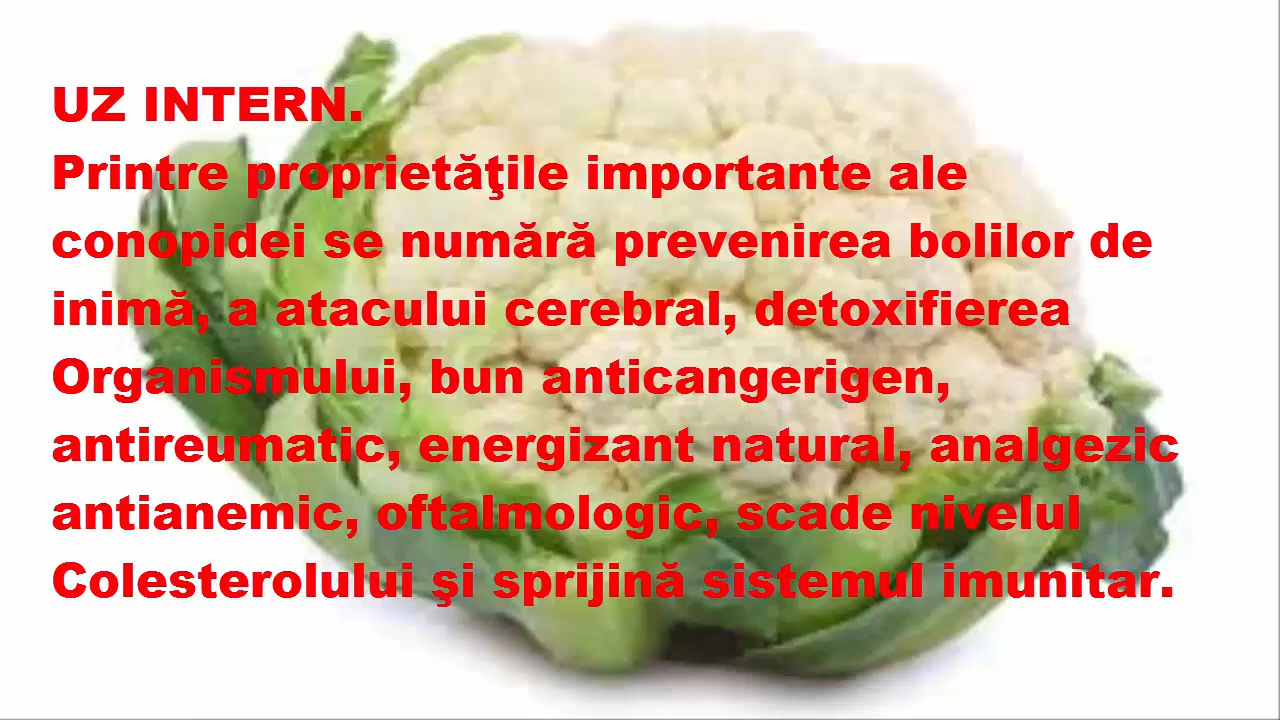 UZ INTERN.
Printre proprietăţile importante ale
conopidei se numără prevenirea bolilor de
inimă, a atacului cerebral, detoxifierea
Organismului, bun anticangerigen,
antireumatic, energizant natural, analgezic
antianemic, oftalmologic, scade nivelul
Colesterolului şi sprijină sistemul imunitar.